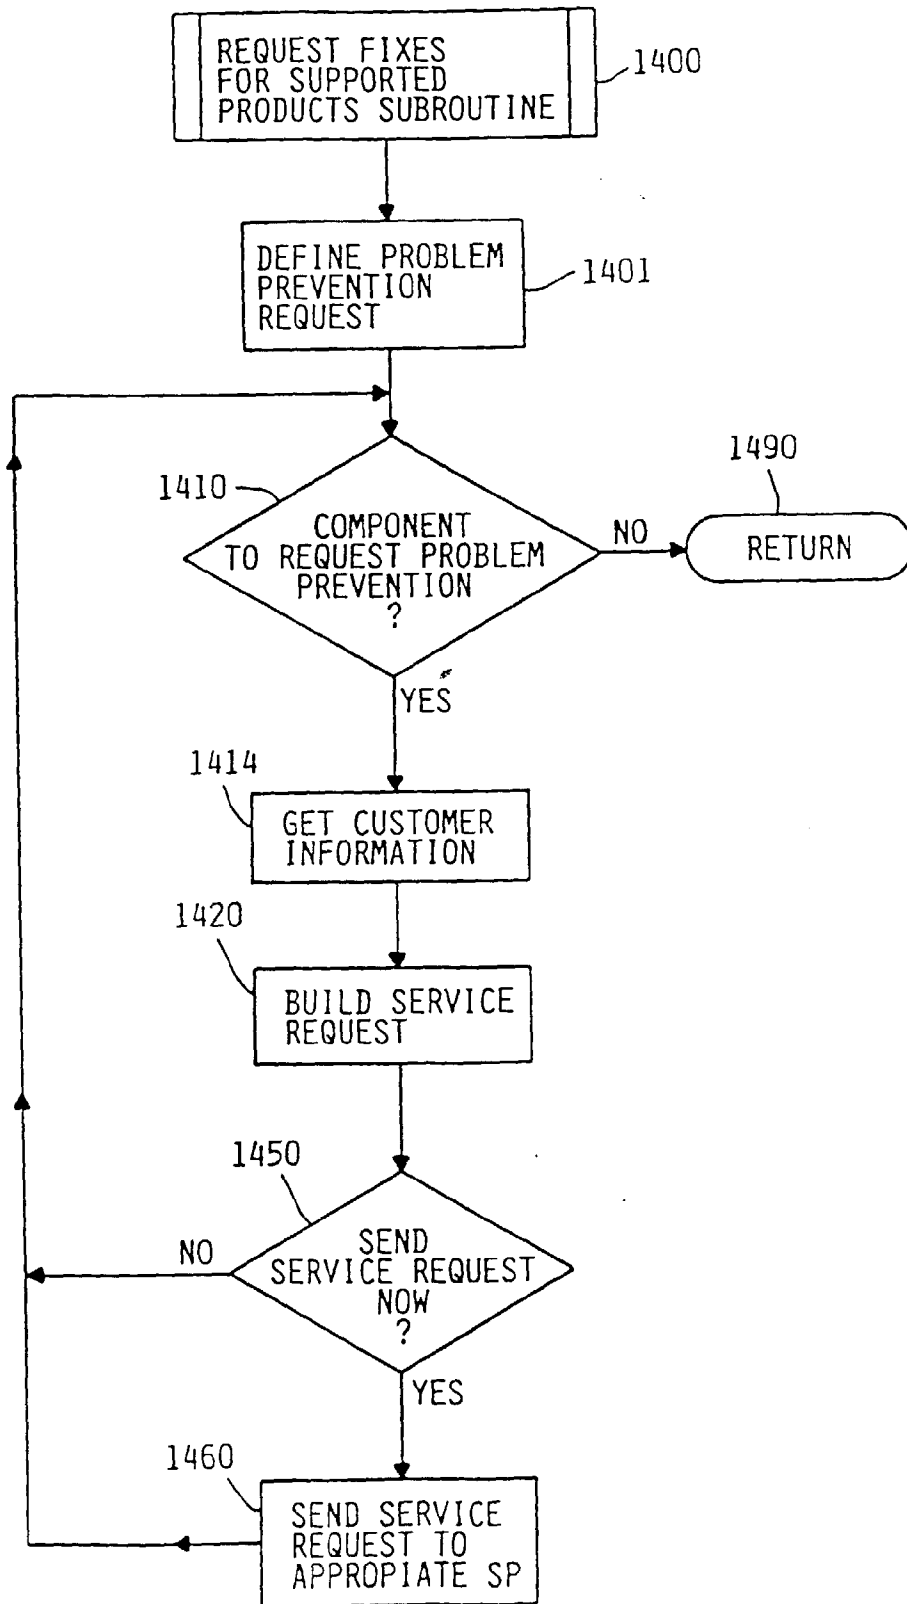 REQUEST FIXES
FOR SUPPORTED
PRODUCTS SUBROUTINE
1400
DEFINE PROBLEM
PREVENTION
REQUEST
1401
1410
COMPONENT
TO REQUEST PROBLEM
PREVENTION
?
NO
1490
RETURN
YES
1414
GET CUSTOMER
INFORMATION
1420
BUILD SERVICE
REQUEST
1450
SEND
SERVICE REQUEST
NOW
?
NO
YES
1460
SEND SERVICE
REQUEST TO
APPROPIATE SP